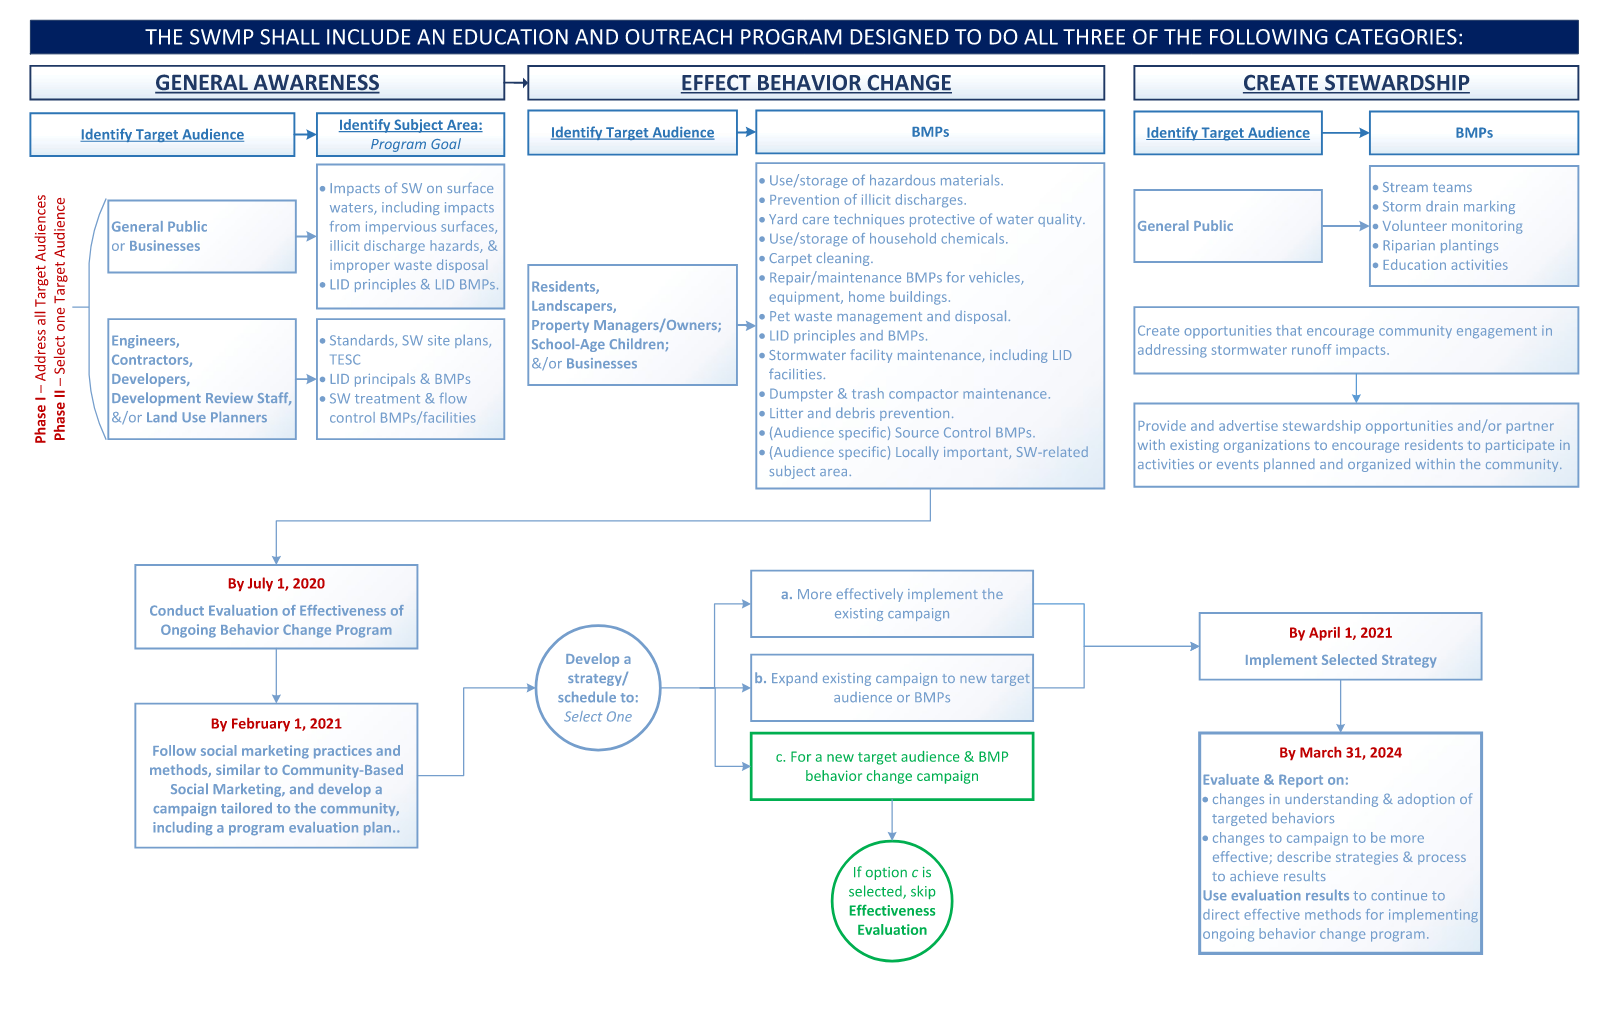 THE SWMP SHALL INCLUDE AN EDUCATION AND OUTREACH PROGRAM DESIGNED TO DO ALL THREE OF THE FOLLOWING CATEGORIES:
GENERAL AWARENESS
Identify Target Audience
Identify Subject Area:
Program Goal
Phase I – Address all Target Audiences
Phase II – Select one Target Audience
General Public
or Businesses
• Impacts of SW on surface
waters, including impacts
from impervious surfaces,
illicit discharge hazards, &
improper waste disposal
• LID principles & LID BMPs.
Engineers,
Contractors,
Developers,
Development Review Staff,
&/or Land Use Planners
• Standards, SW site plans,
TESC
• LID principals & BMPs
• SW treatment & flow
control BMPs/facilities
EFFECT BEHAVIOR CHANGE
Identify Target Audience
BMPs
Residents,
Landscapers,
Property Managers/Owners;
School-Age Children;
&/or Businesses
• Use/storage of hazardous materials.
• Prevention of illicit discharges.
• Yard care techniques protective of water quality.
• Use/storage of household chemicals.
• Carpet cleaning.
• Repair/maintenance BMPs for vehicles,
equipment, home buildings.
• Pet waste management and disposal.
• LID principles and BMPs.
• Stormwater facility maintenance, including LID
facilities.
• Dumpster & trash compactor maintenance.
• Litter and debris prevention.
• (Audience specific) Source Control BMPs.
• (Audience specific) Locally important, SW-related
subject area.
CREATE STEWARDSHIP
Identify Target Audience
BMPs
General Public
• Stream teams
• Storm drain marking
• Volunteer monitoring
• Riparian plantings
• Education activities
Create opportunities that encourage community engagement in
addressing stormwater runoff impacts.
Provide and advertise stewardship opportunities and/or partner
with existing organizations to encourage residents to participate in
activities or events planned and organized within the community.
By July 1, 2020
Conduct Evaluation of Effectiveness of
Ongoing Behavior Change Program
By February 1, 2021
Follow social marketing practices and
methods, similar to Community-Based
Social Marketing, and develop a
campaign tailored to the community,
including a program evaluation plan..
Develop a
strategy/
schedule to:
Select One
a. More effectively implement the
existing campaign
b. Expand existing campaign to new target
audience or BMPs
c. For a new target audience & BMP
behavior change campaign
If option c is
selected, skip
Effectiveness
Evaluation
By April 1, 2021
Implement Selected Strategy
By March 31, 2024
Evaluate & Report on:
• changes in understanding & adoption of
targeted behaviors
• changes to campaign to be more
effective; describe strategies & process
to achieve results
Use evaluation results to continue to
direct effective methods for implementing
ongoing behavior change program.